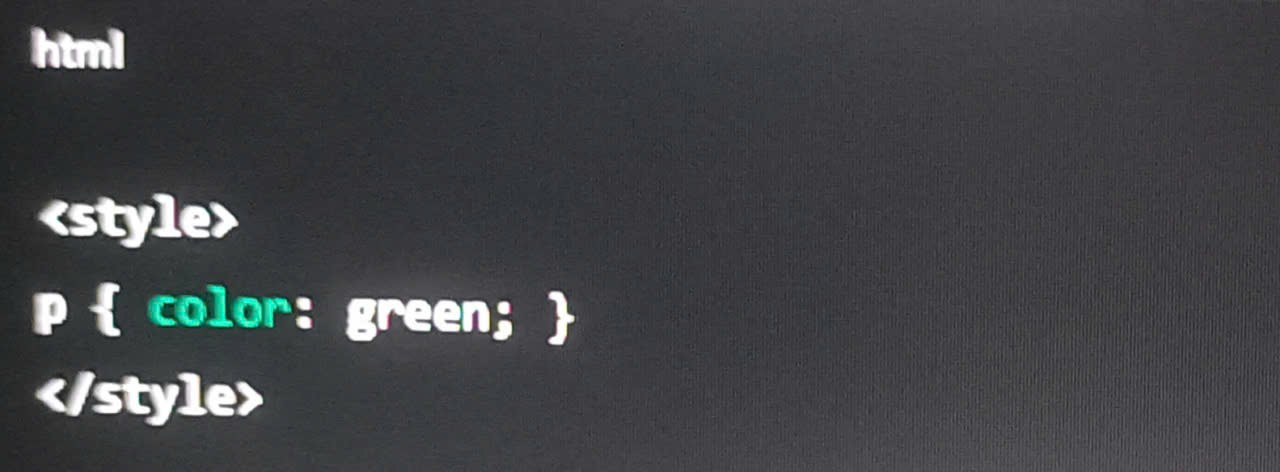 html
<style>
p { color: green; }
</style>